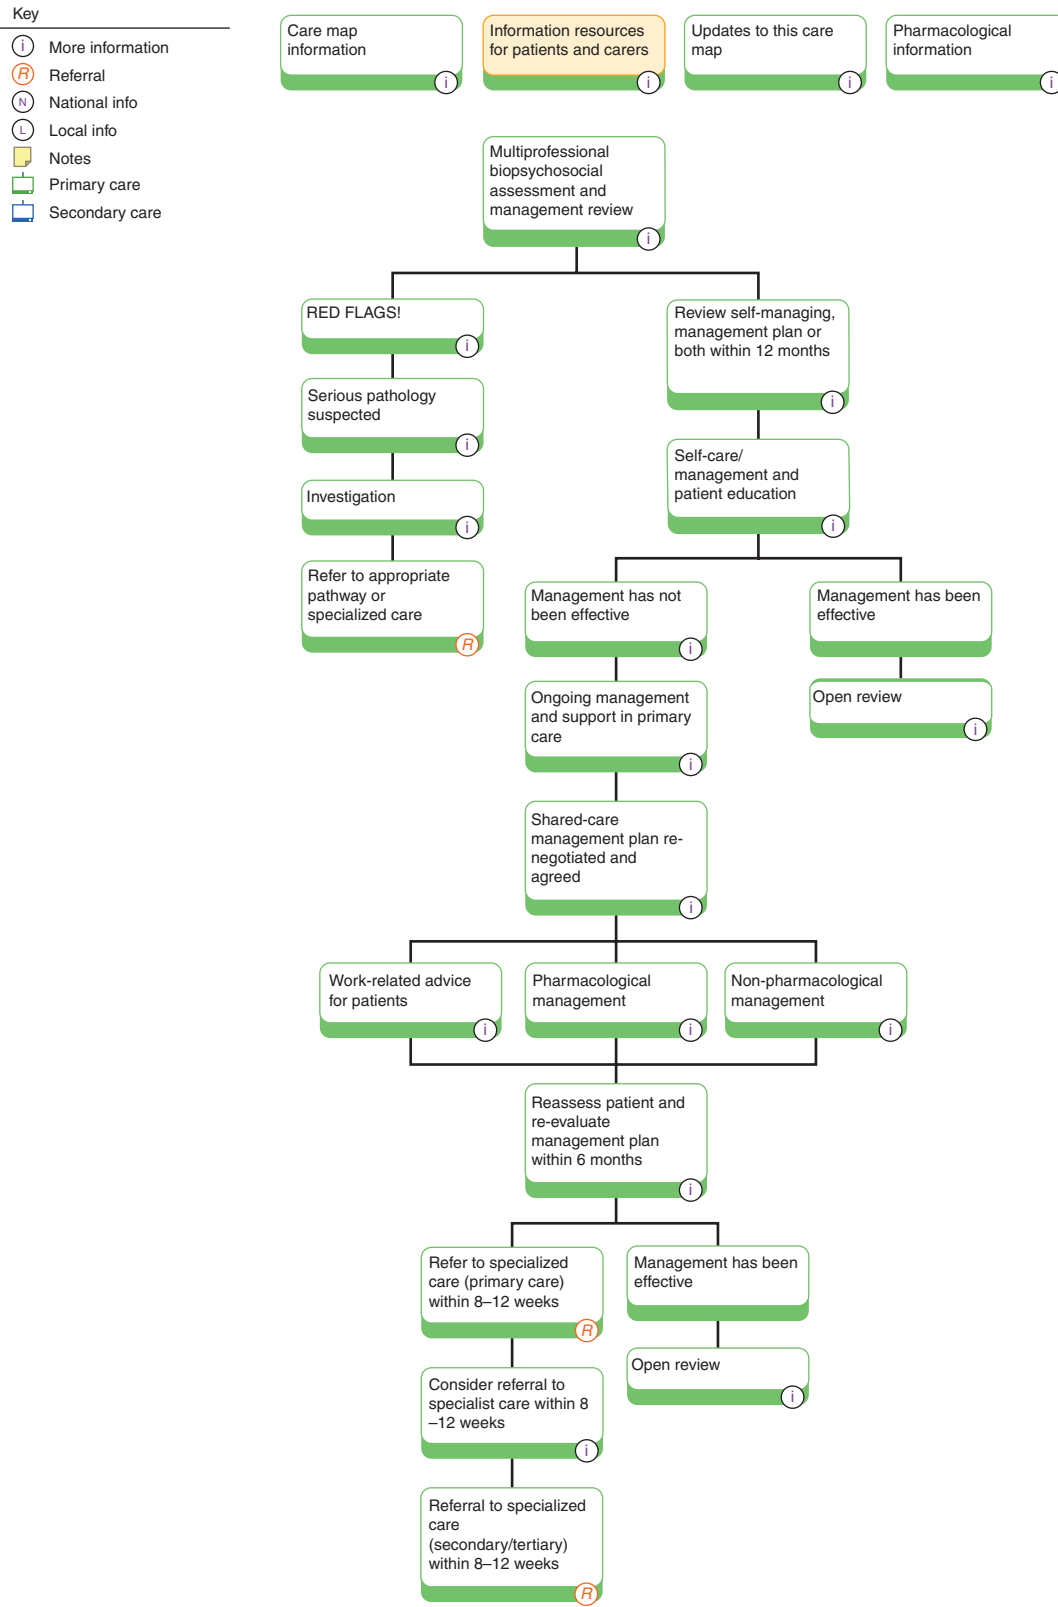 Key
i More information
R Referral
N National info
L Local info
Notes
Primary care
Secondary care
Care map
information
i
Information resources
for patients and carers
i
Updates to this care
map
i
Pharmacological
information
i
Multiprofessional
biopsychosocial
assessment and
management review
i
RED FLAGS!
i
Serious pathology
suspected
i
Investigation
i
Refer to appropriate
pathway or
specialized care
R
Review self-managing,
management plan or
both within 12 months
i
Self-care/
management and
patient education
i
Management has not
been effective
i
Management has been
effective
Open review
i
Ongoing management
and support in primary
care
i
Shared-care
management plan re-
negotiated and
agreed
i
Work-related advice
for patients
i
Pharmacological
management
i
Non-pharmacological
management
i
Reassess patient and
re-evaluate
management plan
within 6 months
i
Refer to specialized
care (primary care)
within 8–12 weeks
R
Management has been
effective
Open review
i
Consider referral to
specialist care within 8
–12 weeks
i
Referral to specialized
care
(secondary/tertiary)
within 8–12 weeks
R